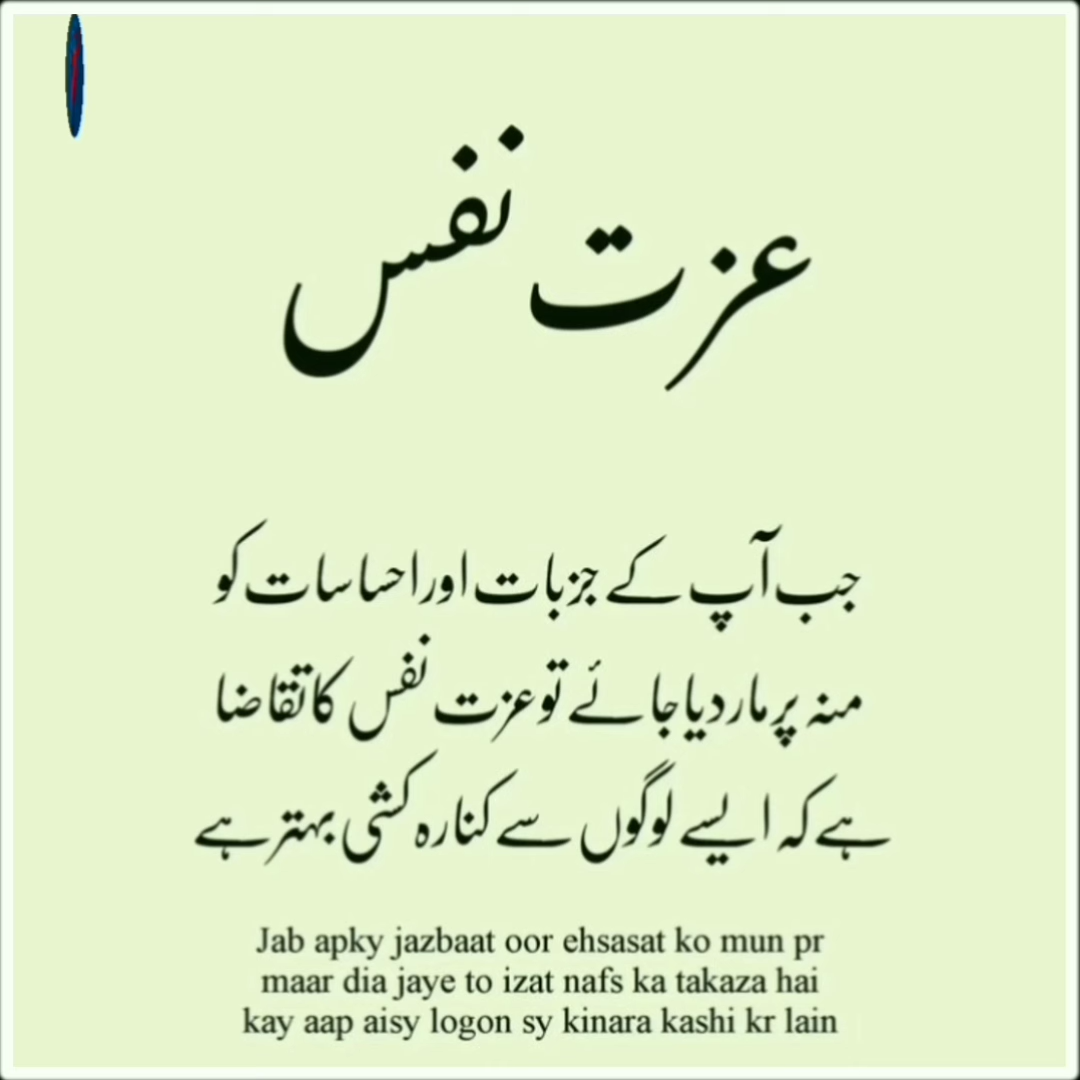 عزت نفس
جب آپ کے جزبات اور احساسات کو
منہ پر مار دیا جائے تو عزت نفس کا تقاضا
ہے کہ ایسے لوگوں سے کنارہ کشی بہتر ہے
Jab apky jazbaat oor ehsasat ko mun pr
maar dia jaye to izat nafs ka takaza hai
kay aap aisy logon sy kinara kashi kr lain